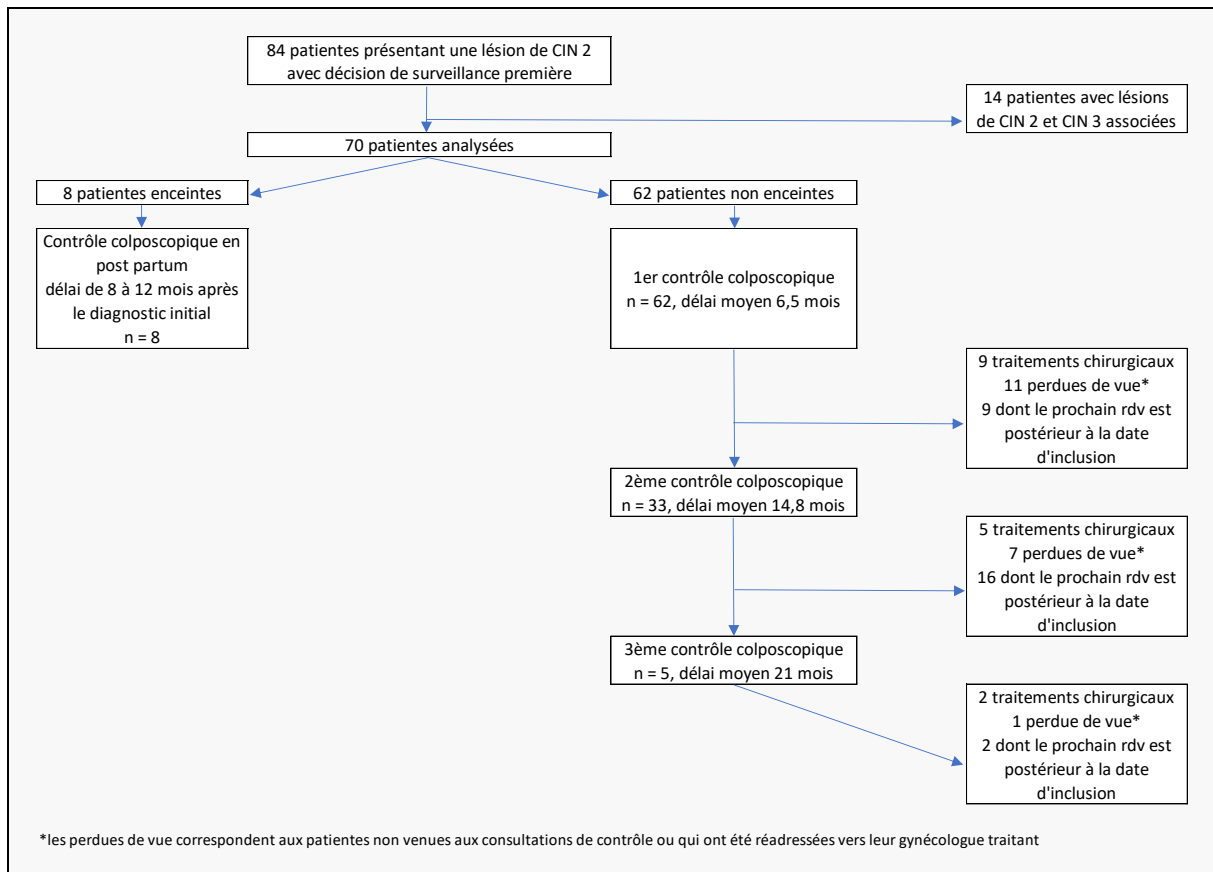 84 patientes présentant une lésion de CIN 2
avec décision de surveillance première
14 patientes avec lésions
de CIN 2 et CIN 3 associées
70 patientes analysées
8 patientes enceintes
62 patientes non enceintes
Contrôle colposcopique en
post partum
délai de 8 à 12 mois après
le diagnostic initial
n = 8
1er contrôle colposcopique
n = 62, délai moyen 6,5 mois
9 traitements chirurgicaux
11 perdues de vue*
9 dont le prochain rdv est
postérieur à la date
d'inclusion
2ème contrôle colposcopique
n = 33, délai moyen 14,8 mois
5 traitements chirurgicaux
7 perdues de vue*
16 dont le prochain rdv est
postérieur à la date
d'inclusion
3ème contrôle colposcopique
n = 5, délai moyen 21 mois
2 traitements chirurgicaux
1 perdue de vue*
2 dont le prochain rdv est
postérieur à la date
d'inclusion
*les perdues de vue correspondent aux patientes non venues aux consultations de contrôle ou qui ont été réadressées vers leur gynécologue traitant